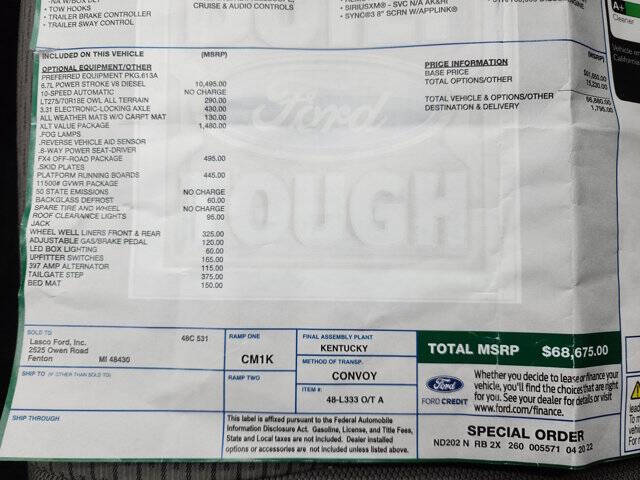 • TOW HOOKS
• TRAILER BRAKE CONTROLLER
• TRAILER SWAY CONTROL
CRUISE & AUDIO CONTROLS
• SIRIUSXM® - SVC N/A AK&HI
• SYNC®3 8" SCRN W/APPLINK®
A+
Cleaner
INCLUDED ON THIS VEHICLE (MSRP)
OPTIONAL EQUIPMENT/OTHER
PREFERRED EQUIPMENT PKG.613A
6.7L POWER STROKE V8 DIESEL 10,495.00
10-SPEED AUTOMATIC NO CHARGE
LT275/70R18E OWL ALL TERRAIN 290.00
3.31 ELECTRONIC-LOCKING AXLE 430.00
ALL WEATHER MATS W/O CARPT MAT 130.00
XLT VALUE PACKAGE 1,480.00
.FOG LAMPS
.REVERSE VEHICLE AID SENSOR
.8-WAY POWER SEAT-DRIVER
FX4 OFF-ROAD PACKAGE 495.00
.SKID PLATES
PLATFORM RUNNING BOARDS 445.00
11500# GVWR PACKAGE
50 STATE EMISSIONS NO CHARGE
BACKGLASS DEFROST 60.00
SPARE TIRE AND WHEEL NO CHARGE
ROOF CLEARANCE LIGHTS 95.00
JACK
WHEEL WELL LINERS FRONT & REAR 325.00
ADJUSTABLE GAS/BRAKE PEDAL 120.00
LED BOX LIGHTING 60.00
UPFITTER SWITCHES 165.00
397 AMP ALTERNATOR 115.00
TAILGATE STEP 375.00
BED MAT 150.00
PRICE INFORMATION (MSRP)
BASE PRICE
TOTAL OPTIONS/OTHER 15,230.00
TOTAL VEHICLE & OPTIONS/OTHER 66,880.00
DESTINATION & DELIVERY 1,795.00
Ford
TOUGH
SOLD TO
Lasco Ford, Inc. 48C 531
2525 Owen Road
Fenton MI 48430
SHIP TO (IF OTHER THAN SOLD TO)
SHIP THROUGH
RAMP ONE
CM1K
RAMP TWO
FINAL ASSEMBLY PLANT
KENTUCKY
METHOD OF TRANSP.
CONVOY
ITEM #:
48-L333 O/T A
This label is affixed pursuant to the Federal Automobile
Information Disclosure Act. Gasoline, License, and Title Fees,
State and Local taxes are not included. Dealer installed
options or accessories are not included unless listed above.
TOTAL MSRP $68,675.00
Ford
FORD CREDIT
Whether you decide to lease or finance your
vehicle, you'll find the choices that are right
for you. See your dealer for details or visit
www.ford.com/finance.
SPECIAL ORDER
ND202 N RB 2X 260 005571 04 20 22